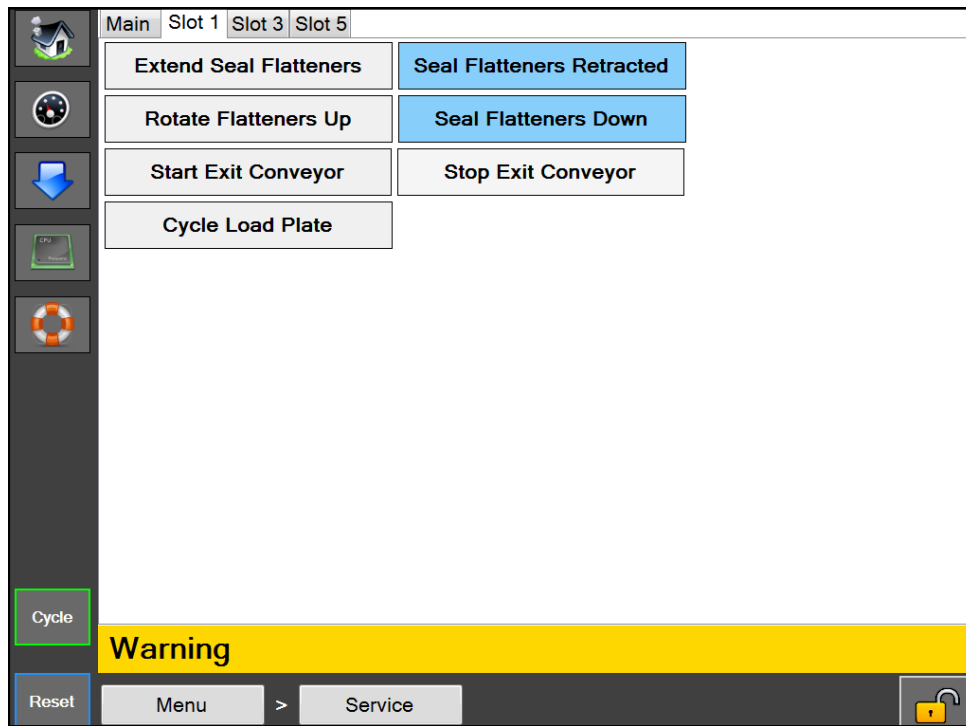 Main Slot 1 Slot 3 Slot 5
Extend Seal Flatteners Seal Flatteners Retracted
Rotate Flatteners Up Seal Flatteners Down
Start Exit Conveyor Stop Exit Conveyor
Cycle Load Plate
CPU
Cycle
Warning
Reset Menu > Service